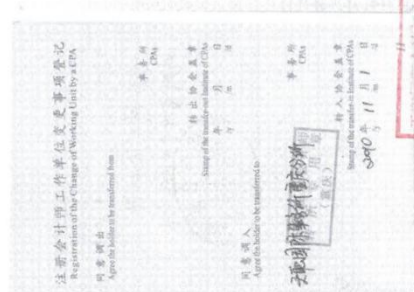 注册会计师工作单位变更事项登记
Registration of the Change of Working Unit by a CPA
同意调出
Agree the holder to be transferred from
事务所
CPAs
转出协会盖章
Stamp of the transfer-out Institute of CPAs
年 月 日
/y /m /d
同意调入
Agree the holder to be transferred to
事务所
CPAs
转入协会盖章
Stamp of the transfer-in Institute of CPAs
年 11 月 1 日
/y /m /d